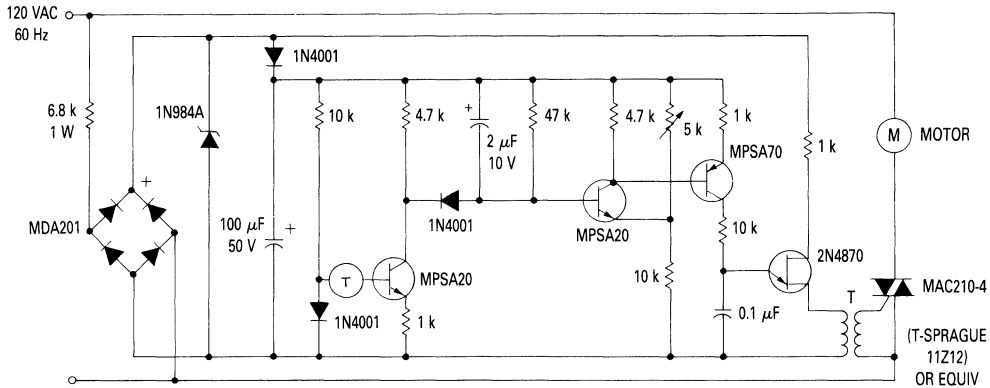 120 VAC
60 Hz
6.8 k
1 W
MDA201
+
1N984A
1N4001
100 µF
50 V
+
10 k
T
1N4001
4.7 k
MPSA20
1 k
1N4001
+
2 µF
10 V
47 k
4.7 k
MPSA20
5 k
10 k
1 k
MPSA70
10 k
0.1 µF
1 k
2N4870
T
M
MOTOR
MAC210-4
(T-SPRAGUE
11Z12)
OR EQUIV